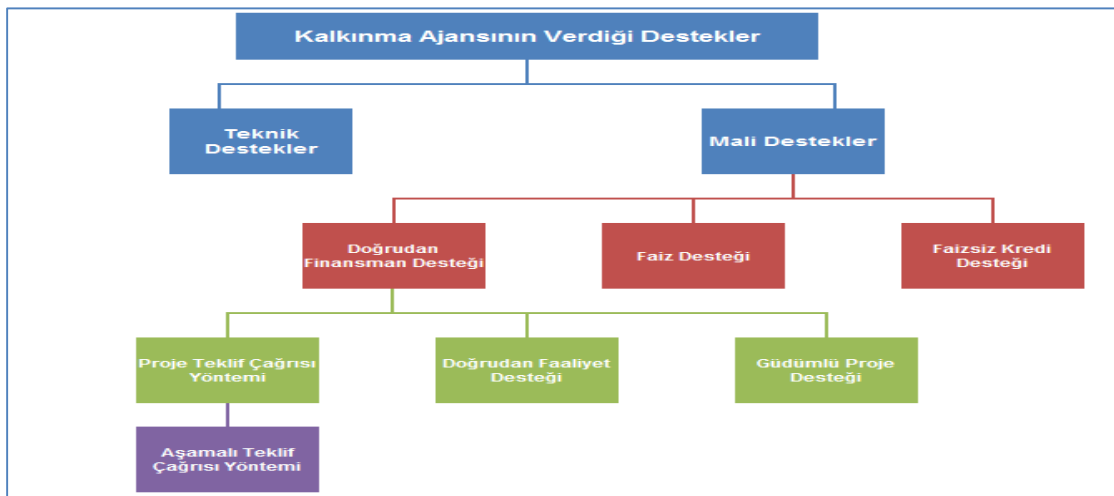 Kalkınma Ajansının Verdiği Destekler
Teknik
Destekler
Mali Destekler
Doğrudan
Finansman Desteği
Faiz Desteği
Faizsiz Kredi
Desteği
Proje Teklif Çağrısı
Yöntemi
Doğrudan Faaliyet
Desteği
Güdümlü Proje
Desteği
Aşamalı Teklif
Çağrısı Yöntemi